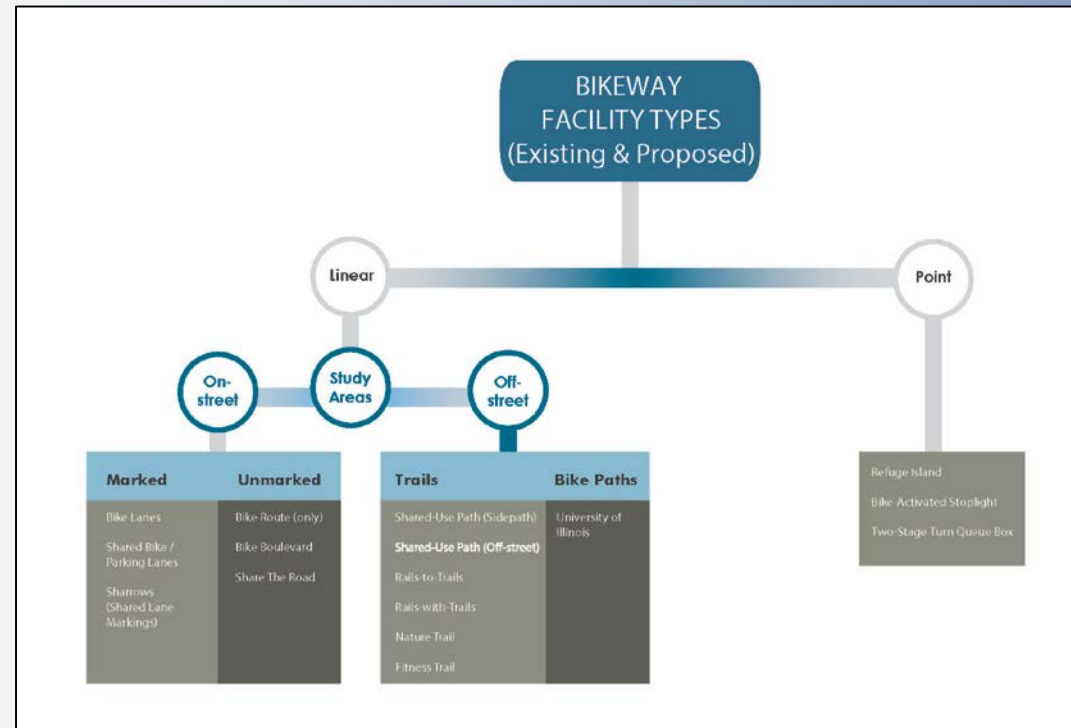 BIKEWAY
FACILITY TYPES
(Existing & Proposed)
Linear
Point
On-
street
Study
Areas
Off-
street
Marked
Unmarked
Bike Lanes
Shared Bike /
Parking Lanes
Sharrows
(Shared Lane
Markings)
Bike Route (only)
Bike Boulevard
Share The Road
Trails
Bike Paths
Shared-Use Path (Sidepath)
Shared-Use Path (Off-street)
Rails-to-Trails
Rails-with-Trails
Nature Trail
Fitness Trail
University of
Illinois
Refuge Island
Bike-Activated Stoplight
Two-Stage Turn Queue Box